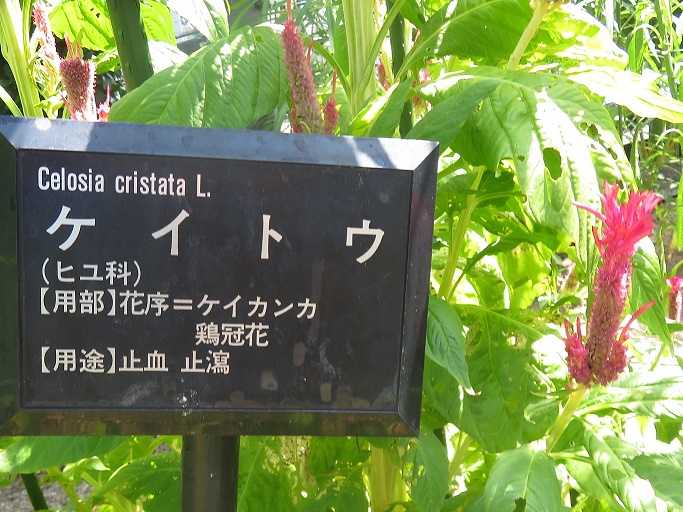 Celosia cristata L.
ケイトウ
(ヒユ科)
【用部】花序=ケイカンカ
鶏冠花
【用途】止血 止瀉